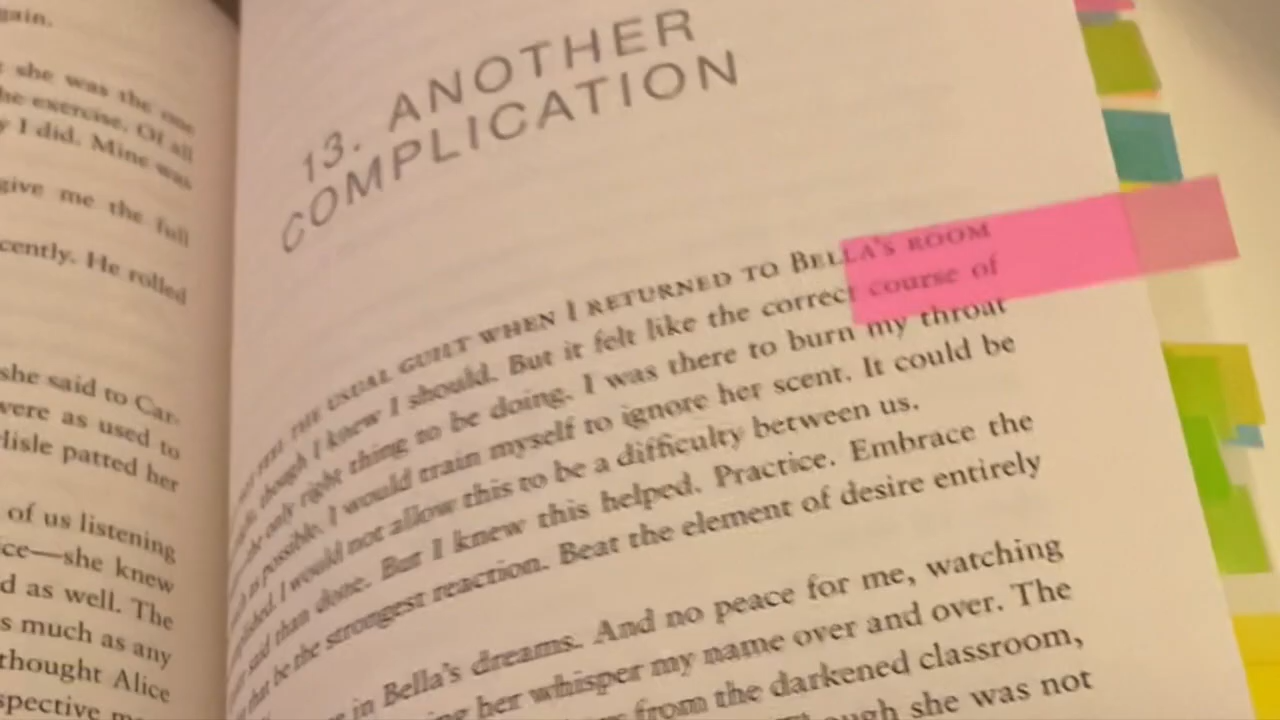 gain.
she was the one
he exercise. Of all
y I did. Mine was
give me the full
cently. He rolled
she said to Car-
were as used to
lisle patted her
of us listening
ce—she knew
d as well. The
s much as any
thought Alice
spective
13. ANOTHER
COMPLICATION
FEEL THE USUAL GUILT WHEN I RETURNED TO BELLA'S ROOM
though I knew I should. But it felt like the correct course of
the only right thing to be doing. I was there to burn my throat
as possible. I would train myself to ignore her scent. It could be
I would not allow this to be a difficulty between us.
said than done. But I knew this helped. Practice. Embrace the
that be the strongest reaction. Beat the element of desire entirely
in Bella's dreams. And no peace for me, watching
her whisper my name over and over. The
from the darkened classroom,
she was not